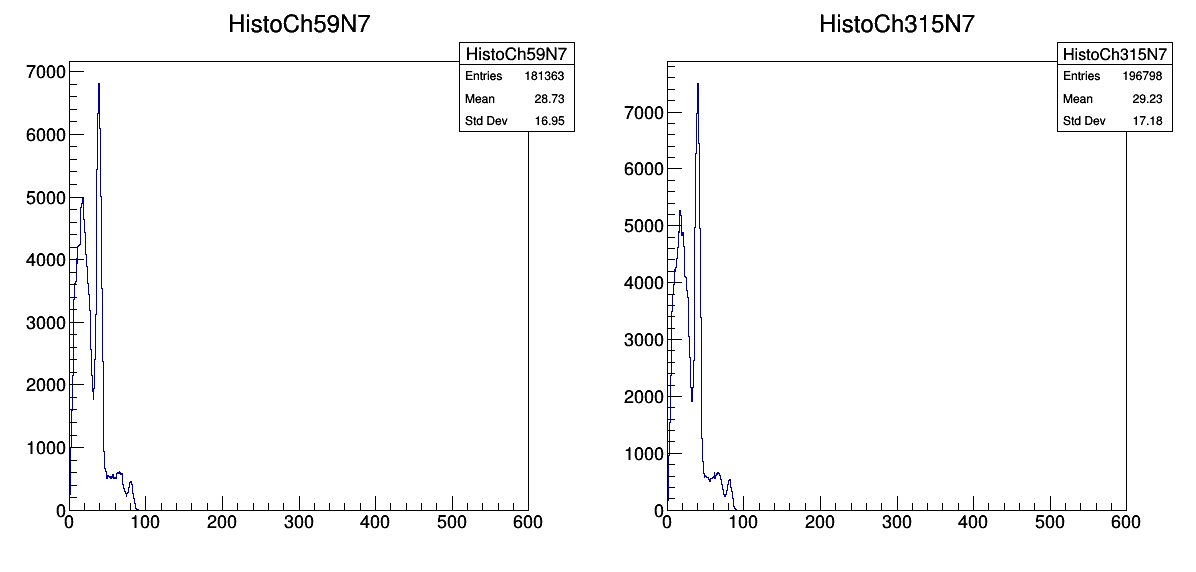 HistoCh59N7
HistoCh59N7
Entries 181363
Mean 28.73
Std Dev 16.95
7000
6000
5000
4000
3000
2000
1000
0
0 100 200 300 400 500 600
HistoCh315N7
HistoCh315N7
Entries 196798
Mean 29.23
Std Dev 17.18
7000
6000
5000
4000
3000
2000
1000
0
0 100 200 300 400 500 600